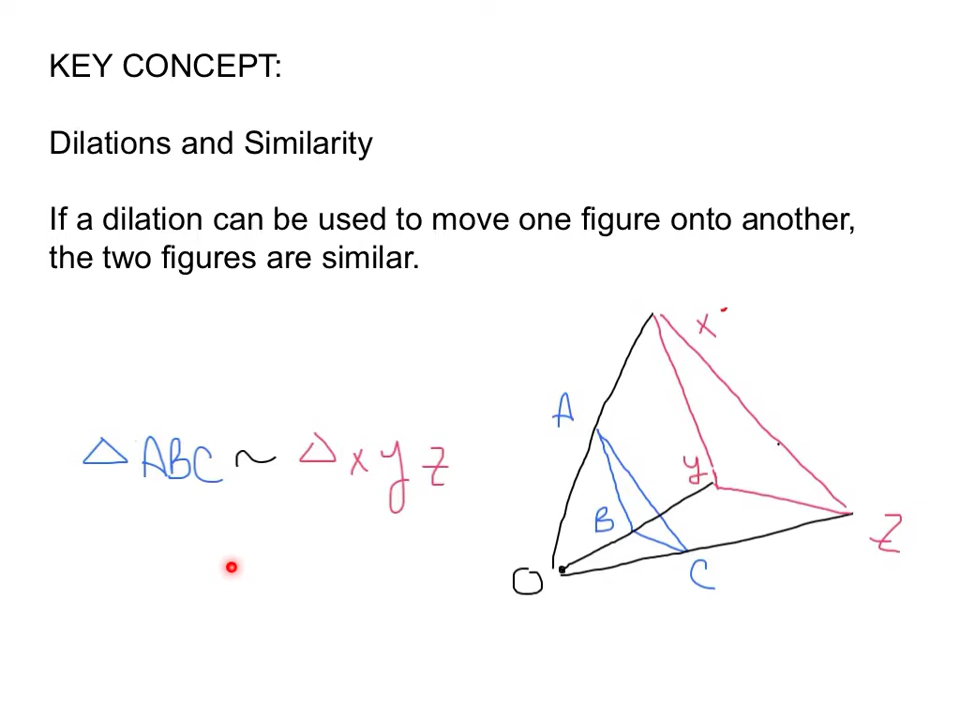 KEY CONCEPT:
Dilations and Similarity
If a dilation can be used to move one figure onto another,
the two figures are similar.
△ ABC ~ △ xyz
x
A
y
B
Z
C
O